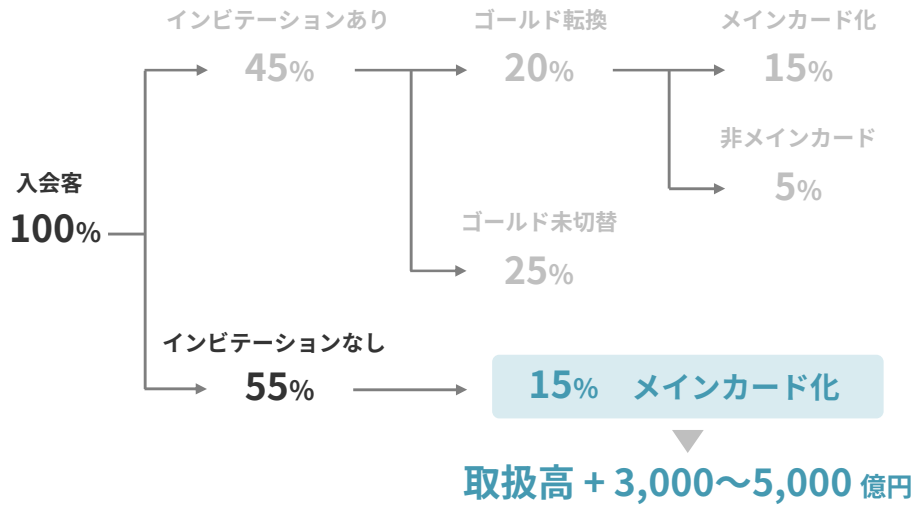 インビテーションあり
45%
ゴールド転換
20%
メインカード化
15%
非メインカード
5%
入会客
100%
ゴールド未切替
25%
インビテーションなし
55%
15% メインカード化
取扱高 + 3,000〜5,000 億円